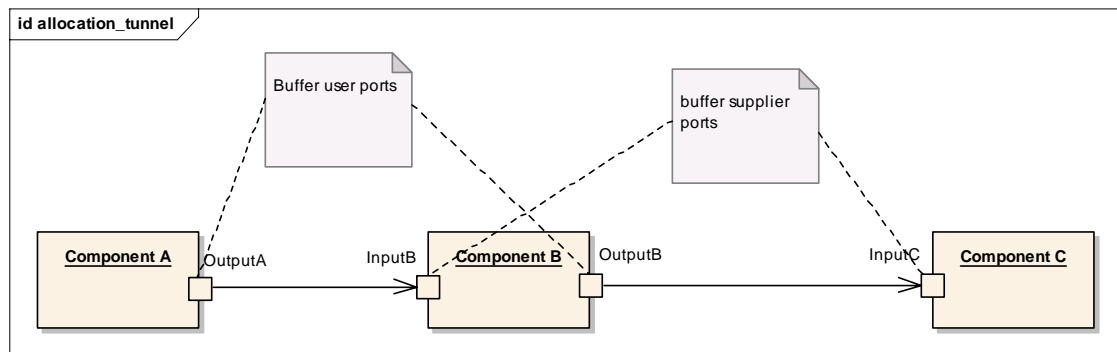 id allocation_tunnel
Buffer user ports
buffer supplier
ports
Component A
OutputA
InputB
Component B
OutputB
InputC
Component C